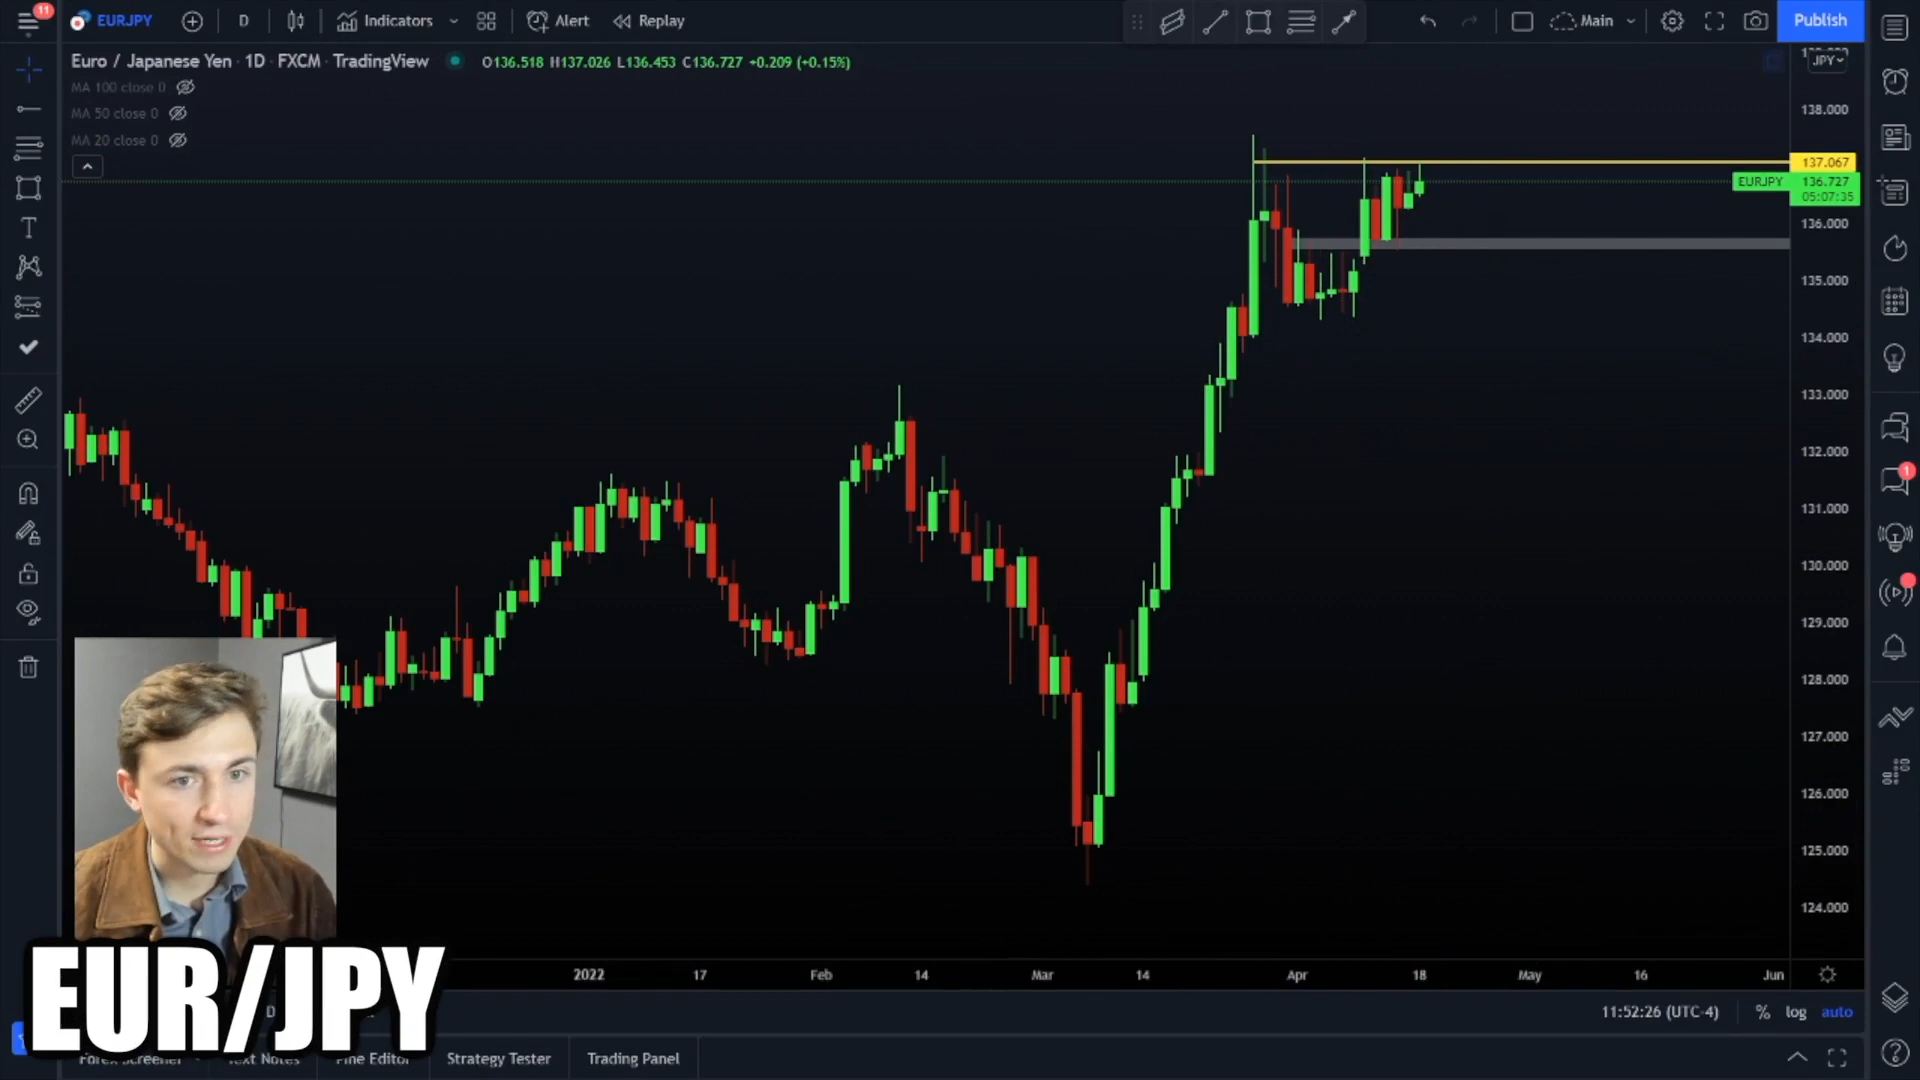 11
EURJPY
D
Indicators
Alert
Replay
Main
Publish
Euro / Japanese Yen · 1D · FXCM · TradingView
O136.518 H137.026 L136.453 C136.727 +0.209 (+0.15%)
JPY
MA 100 close 0
MA 50 close 0
MA 20 close 0
138.000
137.067
EURJPY 136.727
05:07:35
136.000
135.000
134.000
133.000
132.000
131.000
130.000
129.000
128.000
127.000
126.000
125.000
124.000
1
2022
17
Feb
14
Mar
14
Apr
18
May
16
Jun
EUR/JPY
11:52:26 (UTC-4)
%
log
auto
Strategy Tester
Trading Panel